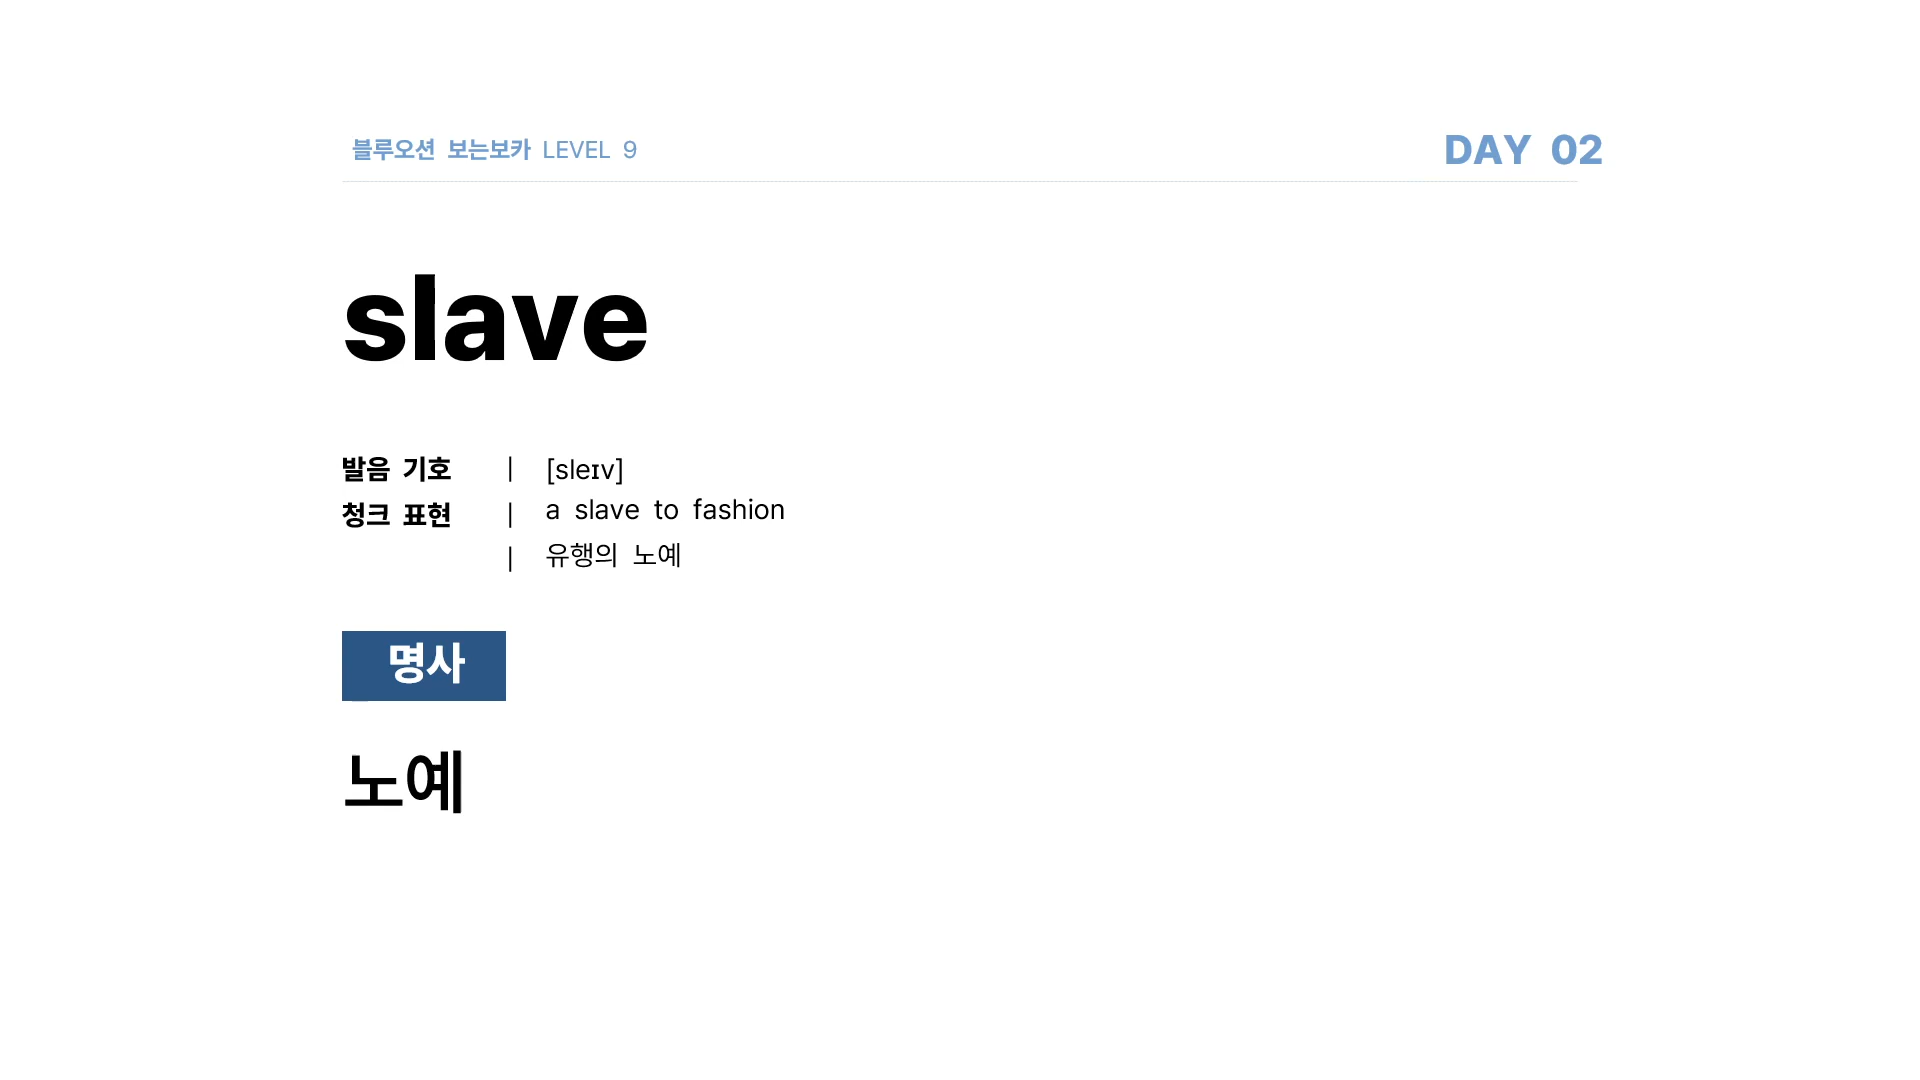 블루오션 보는보카 LEVEL 9
DAY 02
slave
발음 기호 | [sleɪv]
청크 표현 | a slave to fashion
| 유행의 노예
명사
노예